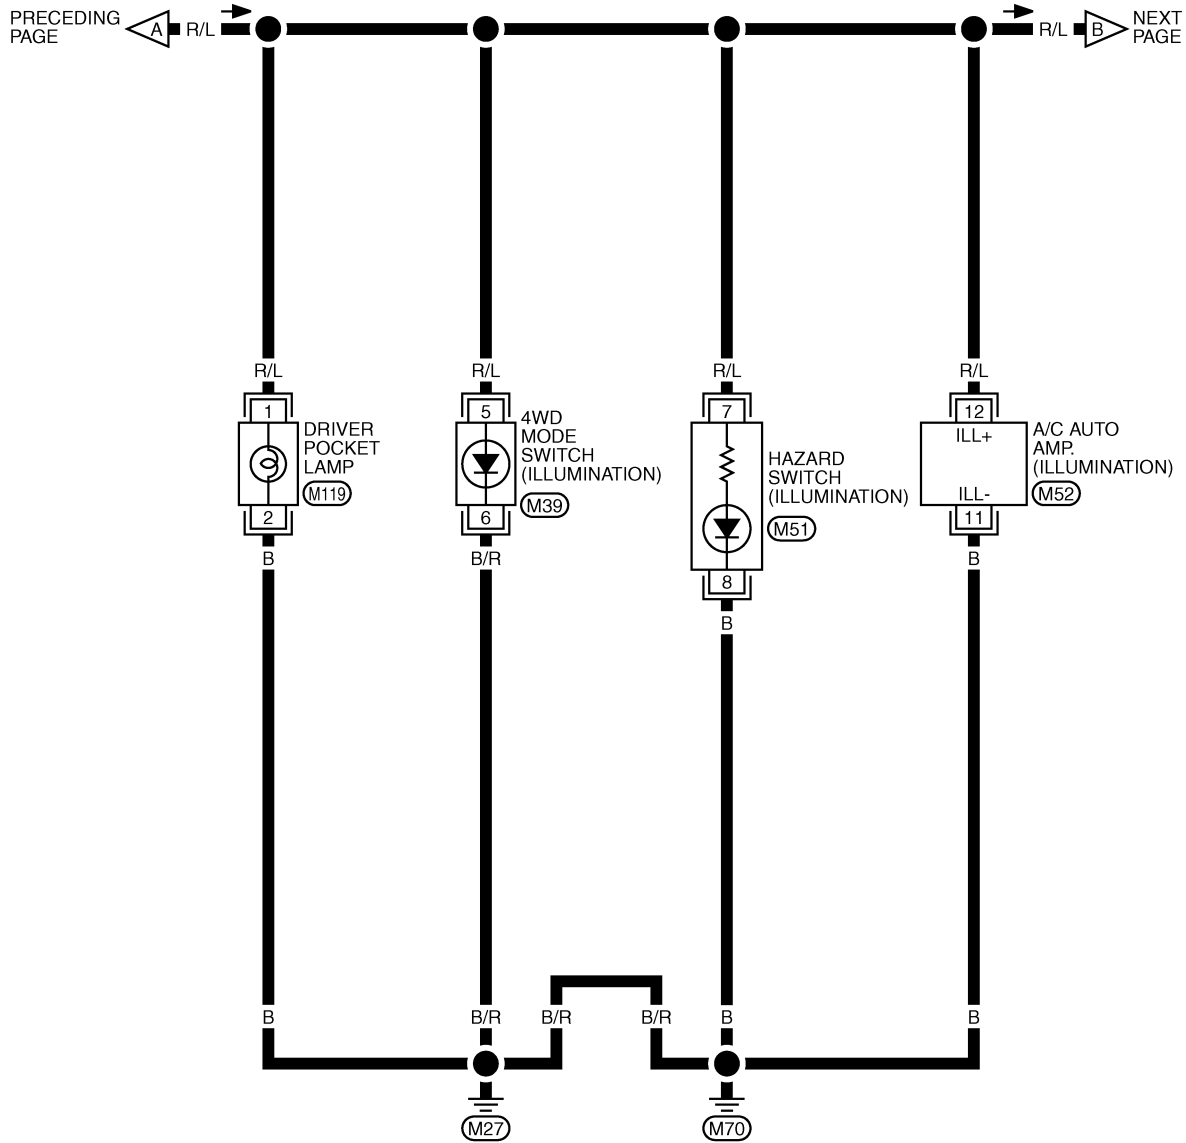 PRECEDING
PAGE
A
R/L
R/L
B
NEXT
PAGE
R/L
R/L
R/L
R/L
1
DRIVER
POCKET
LAMP
M119
2
B
5
4WD
MODE
SWITCH
(ILLUMINATION)
M39
6
B/R
7
HAZARD
SWITCH
(ILLUMINATION)
M51
8
B
12
ILL+
ILL-
A/C AUTO
AMP.
(ILLUMINATION)
M52
11
B
B
B/R
B/R
B/R
B
B
M27
M70